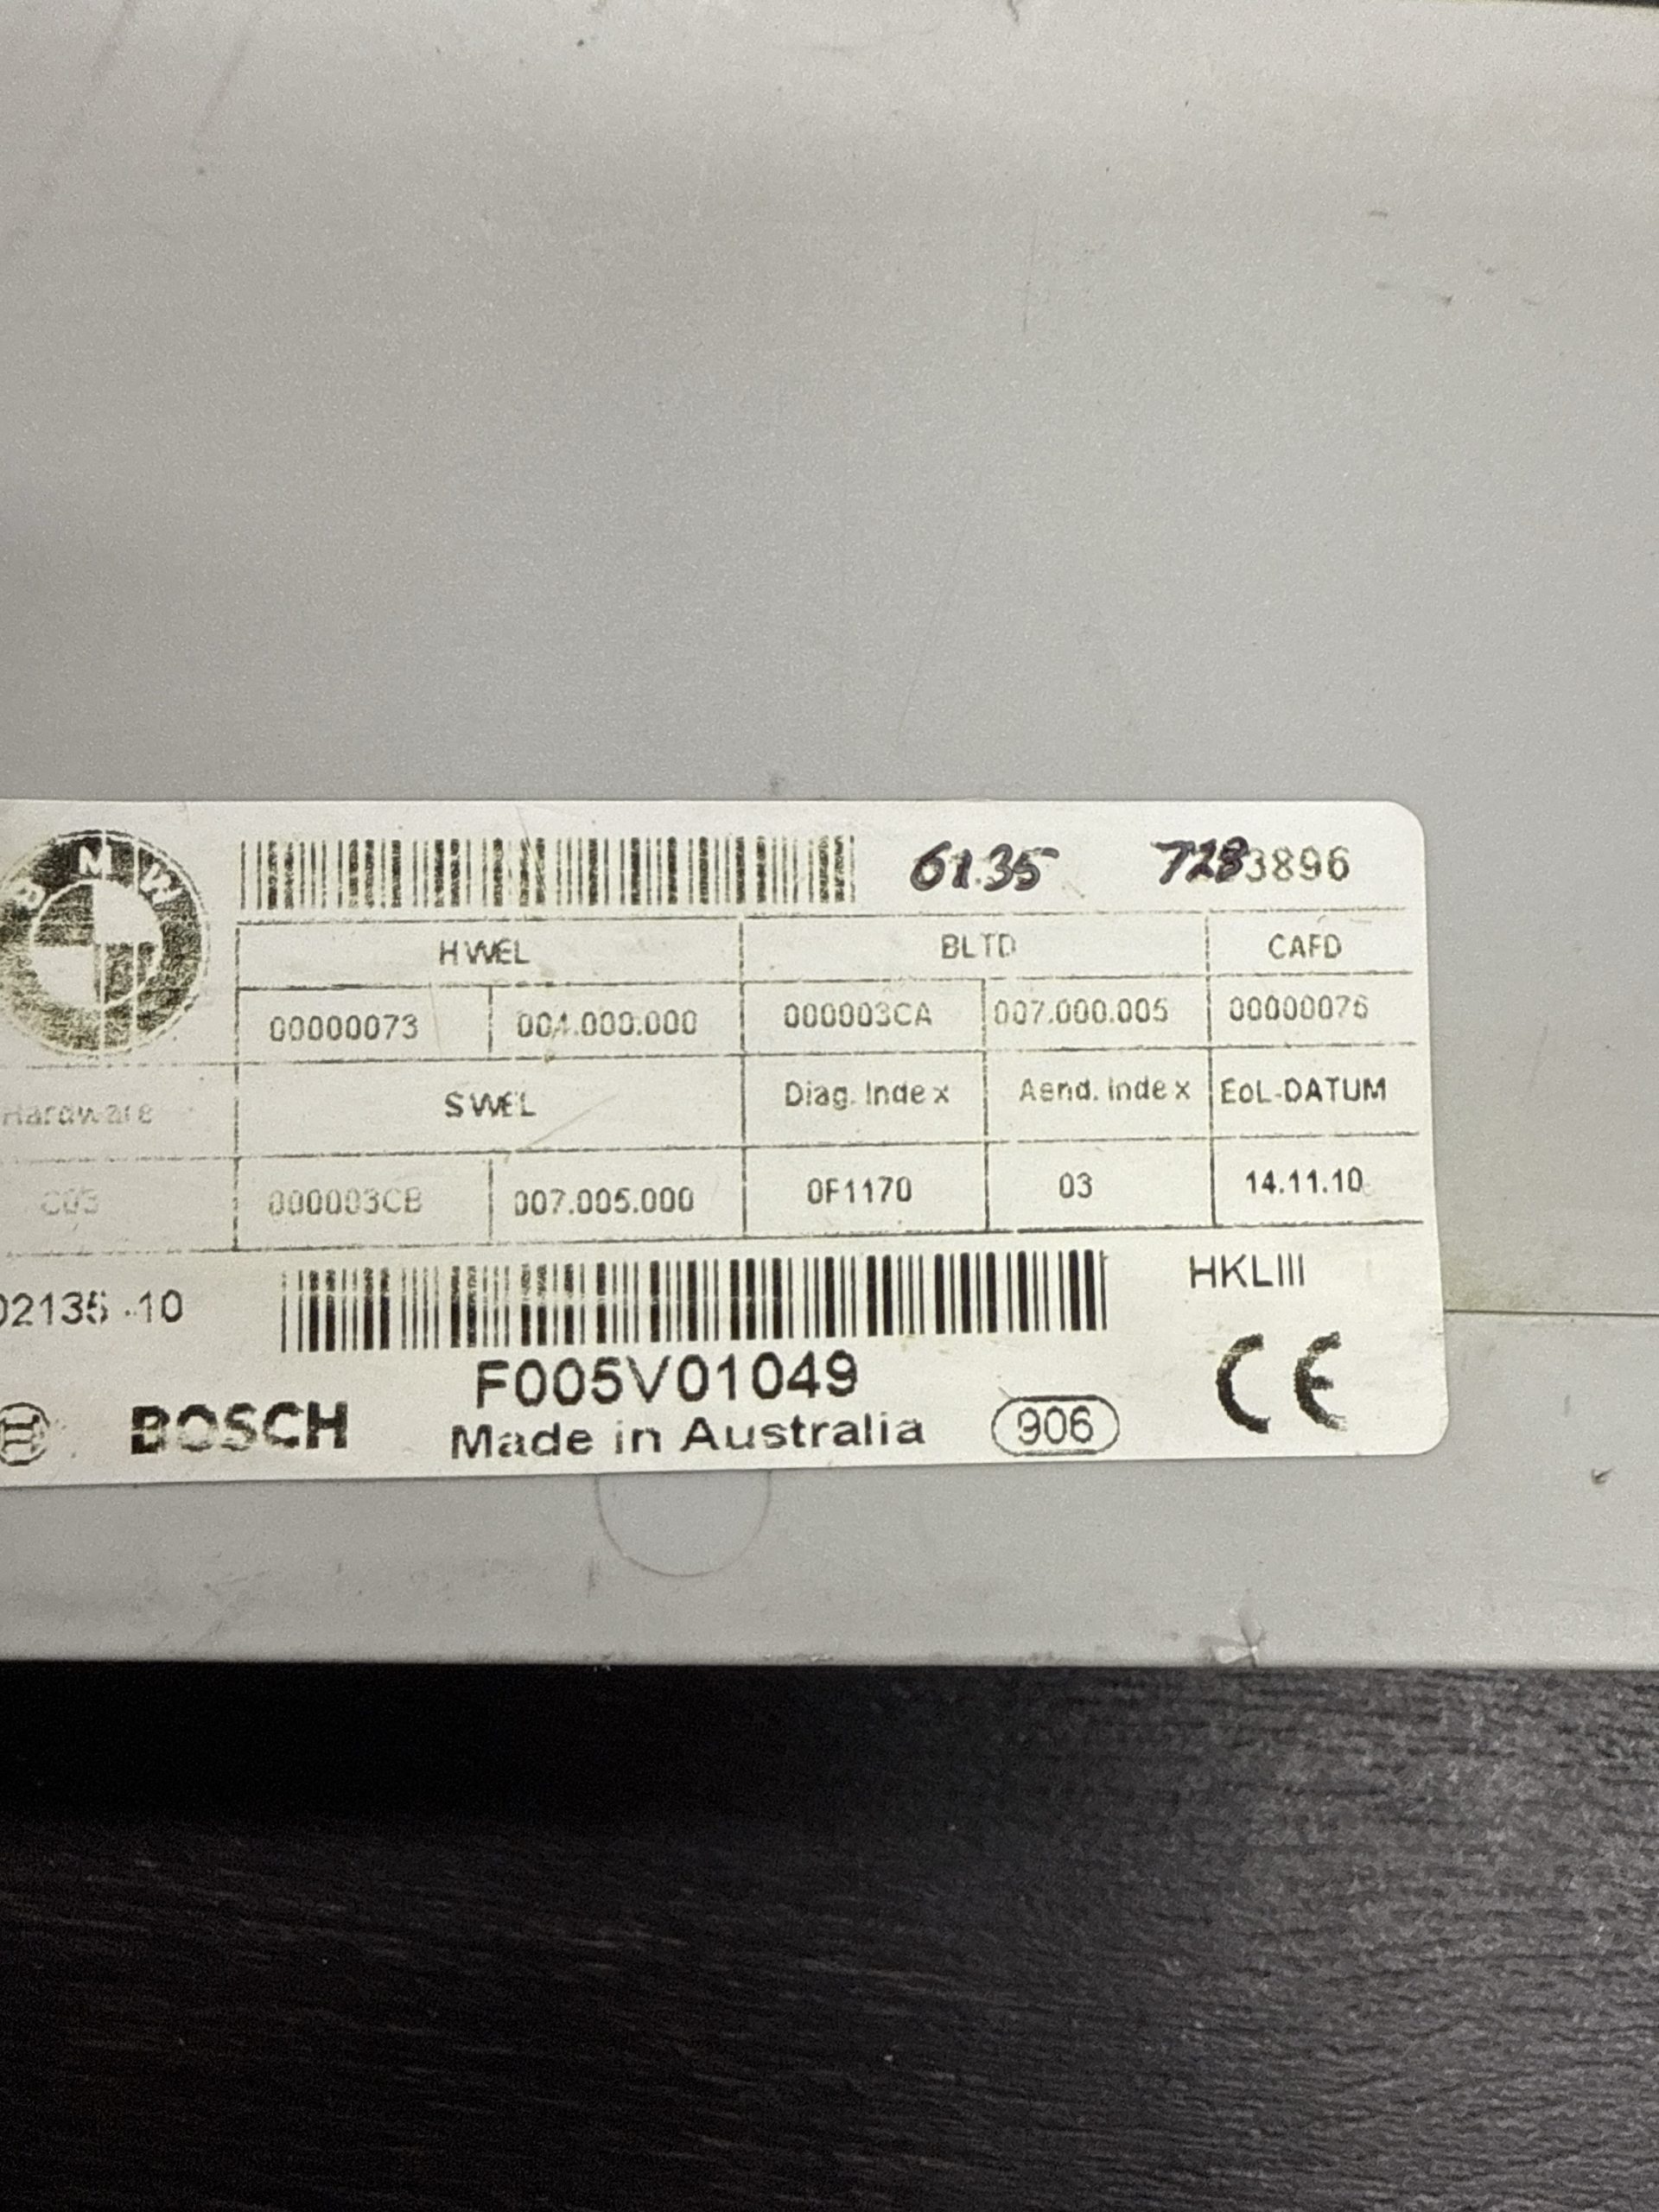 BMW
6135 7283896
HWEL BLTD CAFD
00000073 004.000.000 000003CA 007.000.005 00000076
Hardware SWEL Diag. Index Aend. Index EoL-DATUM
C03 000003CB 007.005.000 0F1170 03 14.11.10
02135 10 HKLIII
F005V01049
BOSCH Made in Australia 906 CE